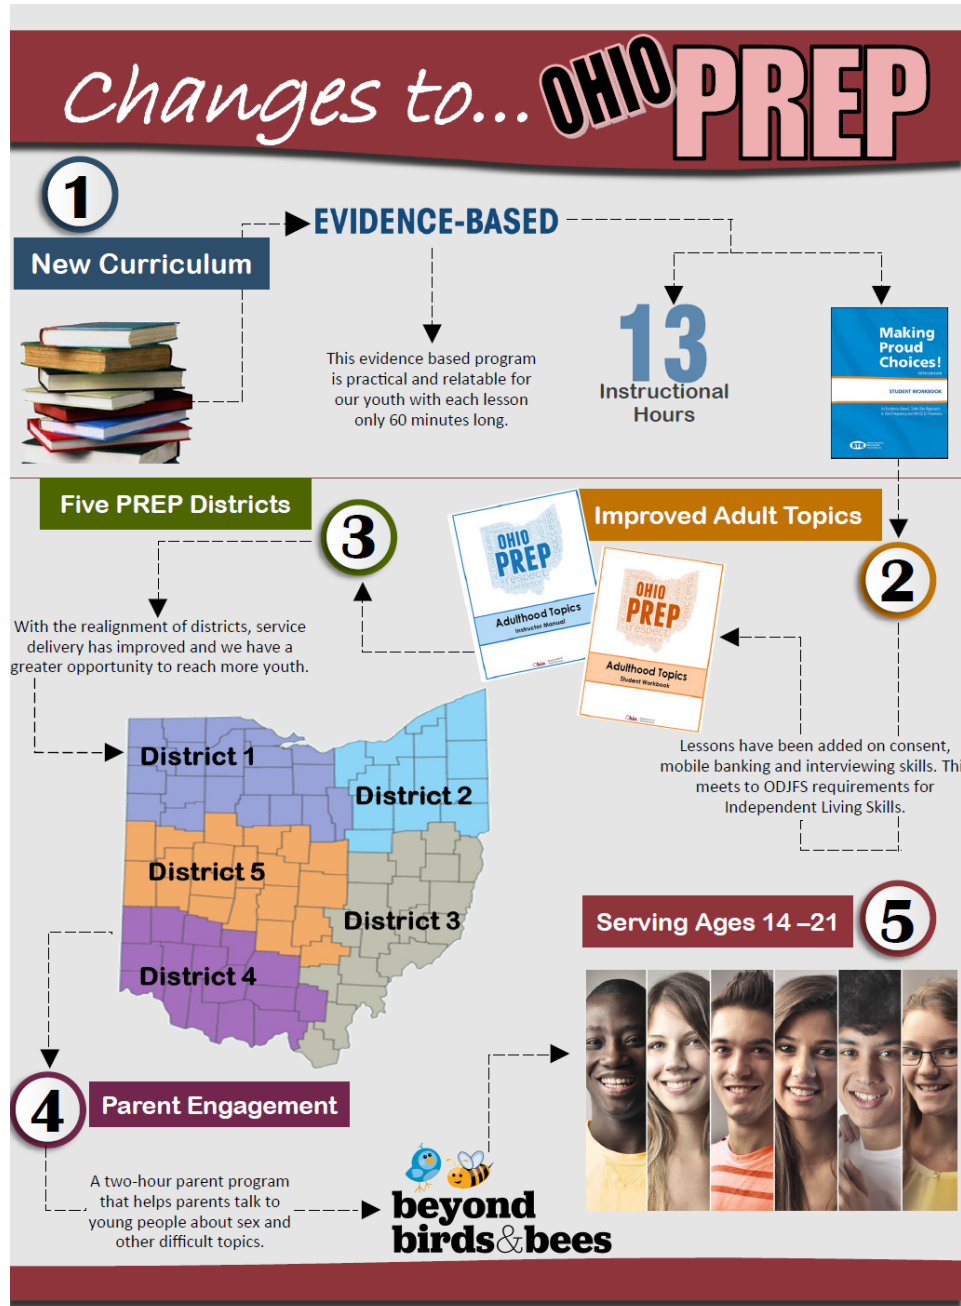 Changes to... OHIO PREP
1
New Curriculum
EVIDENCE-BASED
This evidence based program
is practical and relatable for
our youth with each lesson
only 60 minutes long.
13
Instructional
Hours
Making
Proud
Choices!
STUDENT WORKBOOK
etr
Five PREP Districts
3
With the realignment of districts, service
delivery has improved and we have a
greater opportunity to reach more youth.
Improved Adult Topics
2
OHIO
PREP
respect
Adulthood Topics
Instructor Manual
Ohio
OHIO
PREP
respect
Adulthood Topics
Student Workbook
Ohio
Lessons have been added on consent,
mobile banking and interviewing skills. Thi
meets to ODJFS requirements for
Independent Living Skills.
District 1
District 2
District 5
District 3
District 4
Serving Ages 14 –21
5
4
Parent Engagement
A two-hour parent program
that helps parents talk to
young people about sex and
other difficult topics.
beyond
birds&bees